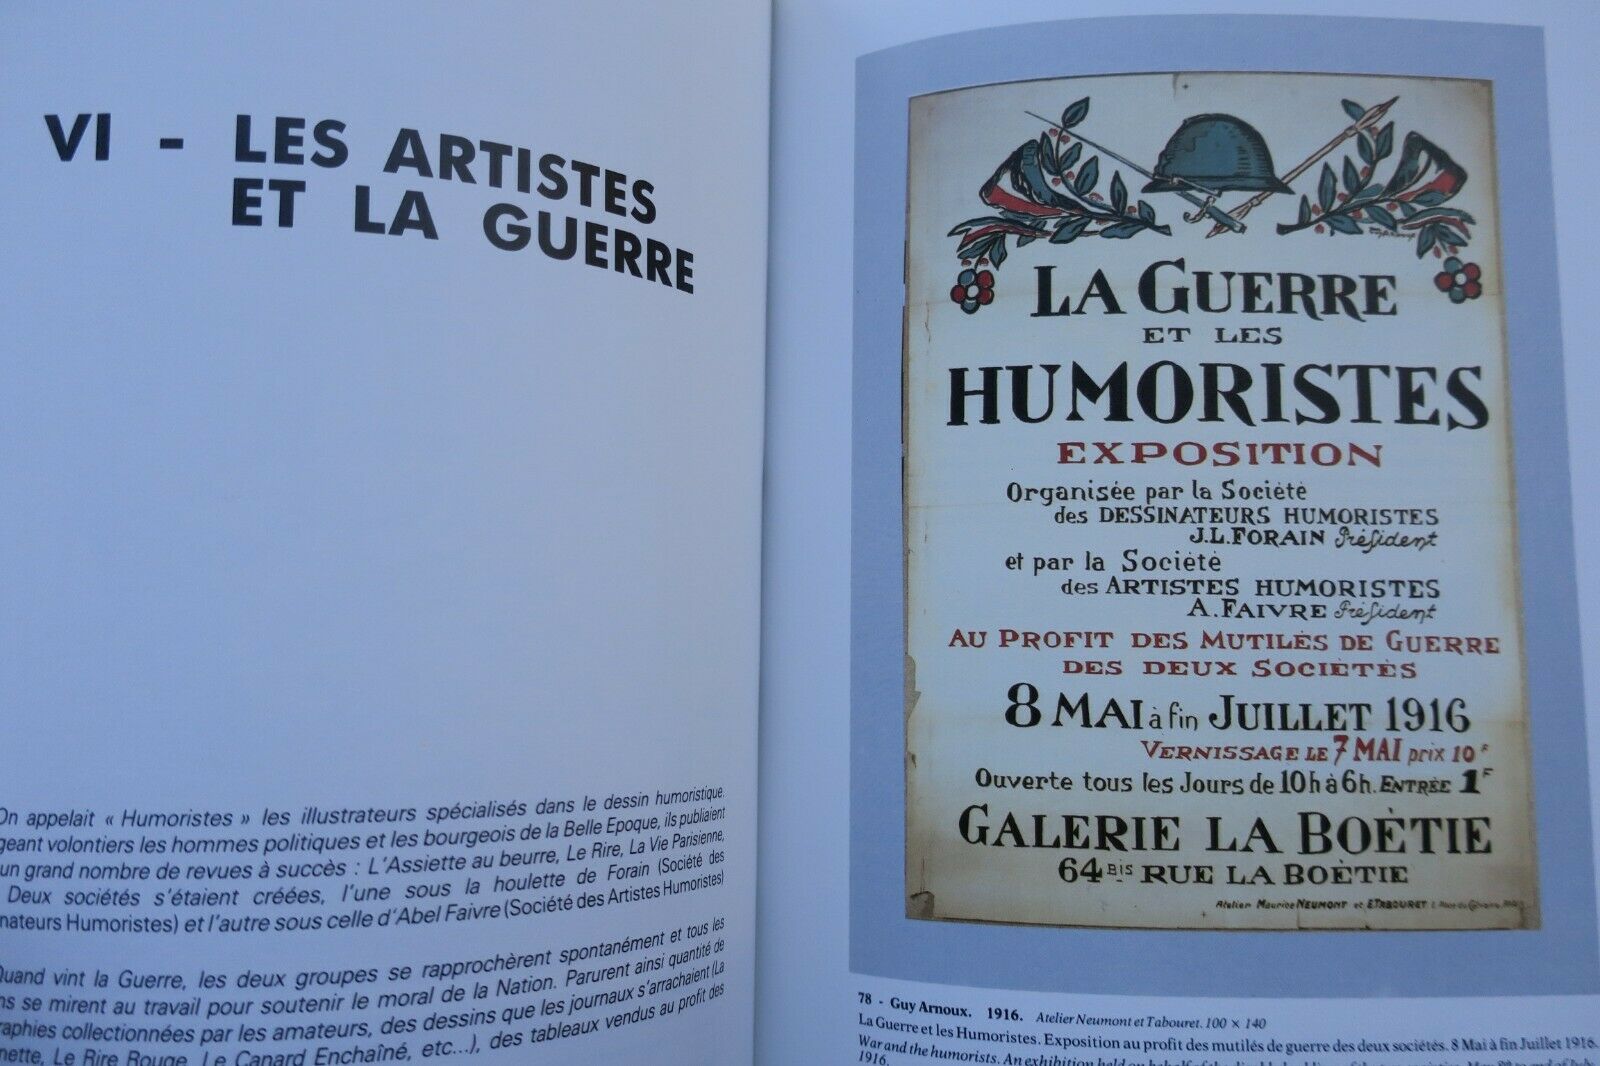 VI - LES ARTISTES
ET LA GUERRE
On appelait « Humoristes » les illustrateurs spécialisés dans le dessin humoristique.
geant volontiers les hommes politiques et les bourgeois de la Belle Epoque, ils publiaient
un grand nombre de revues à succès : L'Assiette au beurre, Le Rire, La Vie Parisienne,
Deux sociétés s'étaient créées, l'une sous la houlette de Forain (Société des
nateurs Humoristes) et l'autre sous celle d'Abel Faivre (Société des Artistes Humoristes)
Quand vint la Guerre, les deux groupes se rapprochèrent spontanément et tous les
ns se mirent au travail pour soutenir le moral de la Nation. Parurent ainsi quantité de
raphies collectionnées par les amateurs, des dessins que les journaux s'arrachaient (La
nette, Le Rire Rouge, Le Canard Enchaîné, etc...), des tableaux vendus au profit des
LA GUERRE
ET LES
HUMORISTES
EXPOSITION
Organisée par la Société
des DESSINATEURS HUMORISTES
J.L.FORAIN Président
et par la Société
des ARTISTES HUMORISTES
A.FAIVRE Président
AU PROFIT DES MUTILÉS DE GUERRE
DES DEUX SOCIÉTÉS
8 MAI à fin JUILLET 1916
VERNISSAGE LE 7 MAI prix 10F
Ouverte tous les Jours de 10h à 6h. ENTRÉE 1F
GALERIE LA BOËTIE
64 BIS RUE LA BOËTIE
Atelier Maurice NEUMONT et E.TABOURET
78 - Guy Arnoux. 1916. Atelier Neumont et Tabouret. 100 × 140
La Guerre et les Humoristes. Exposition au profit des mutilés de guerre des deux sociétés. 8 Mai à fin Juillet 1916.
War and the humorists. An exhibition held on behalf of the disabled
1916.